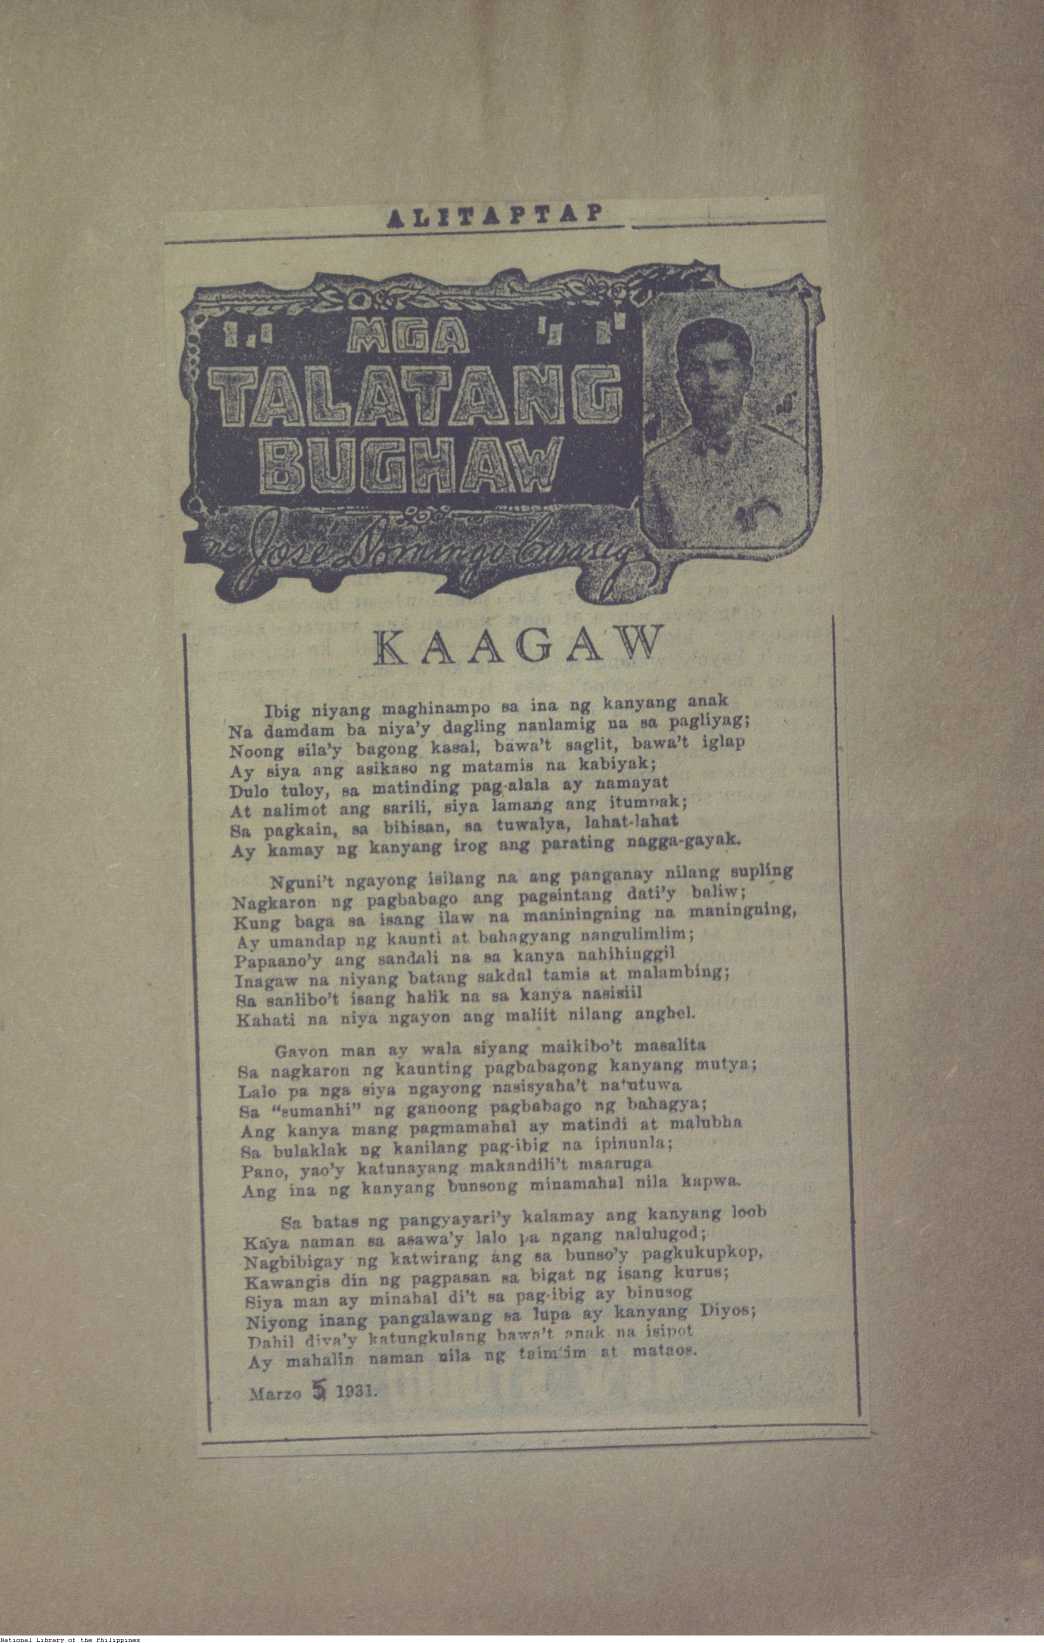 ALITAPTAP
MGA
TALATANG
BUGHAW
ni Jose Domingo Karasig
KAAGAW
Ibig niyang maghinampo sa ina ng kanyang anak
Na damdam ba niya'y dagling nanlamig na sa pagliyag;
Noong sila'y bagong kasal, bawa't saglit, bawa't iglap
Ay siya ang asikaso ng matamis na kabiyak;
Dulo tuloy, sa matinding pag-alala ay namayat
At nalimot ang sarili, siya lamang ang itumpak;
Sa pagkain, sa bihisan, sa tuwalya, lahat-lahat
Ay kamay ng kanyang irog ang parating nagga-gayak.
Nguni't ngayong isilang na ang panganay nilang supling
Nagkaron ng pagbabago ang pagsintang dati'y baliw;
Kung baga sa isang ilaw na maniningning na maningning,
Ay umandap ng kaunti at bahagyang nangulimlim;
Papaano'y ang sandali na sa kanya nahihinggil
Inagaw na niyang batang sakdal tamis at malambing;
Sa sanlibo't isang halik na sa kanya nasisiil
Kahati na niya ngayon ang maliit nilang anghel.
Gayon man ay wala siyang maikibo't masalita
Sa nagkaron ng kaunting pagbabagong kanyang mutya;
Lalo pa nga siya ngayong nasisyaha't natutuwa
Sa "sumanhi" ng ganoong pagbabago ng bahagya;
Ang kanya mang pagmamahal ay matindi at malubha
Sa bulaklak ng kanilang pag-ibig na ipinunla;
Pano, yao'y katunayang makandili't maaruga
Ang ina ng kanyang bunsong minamahal nila kapwa.
Sa batas ng pangyayari'y kalamay ang kanyang loob
Kaya naman sa asawa'y lalo pa ngang nalulugod;
Nagbibigay ng katwirang ang sa bunso'y pagkukupkop,
Kawangis din ng pagpasan sa bigat ng isang kurus;
Siya man ay minahal di't sa pag-ibig ay binusog
Niyong inang pangalawang sa lupa ay kanyang Diyos;
Dahil diya'y katungkulang bawa't anak na isipot
Ay mahalin naman nila ng taimtim at mataos.
Marzo 5, 1931.
National Library of the Philippines